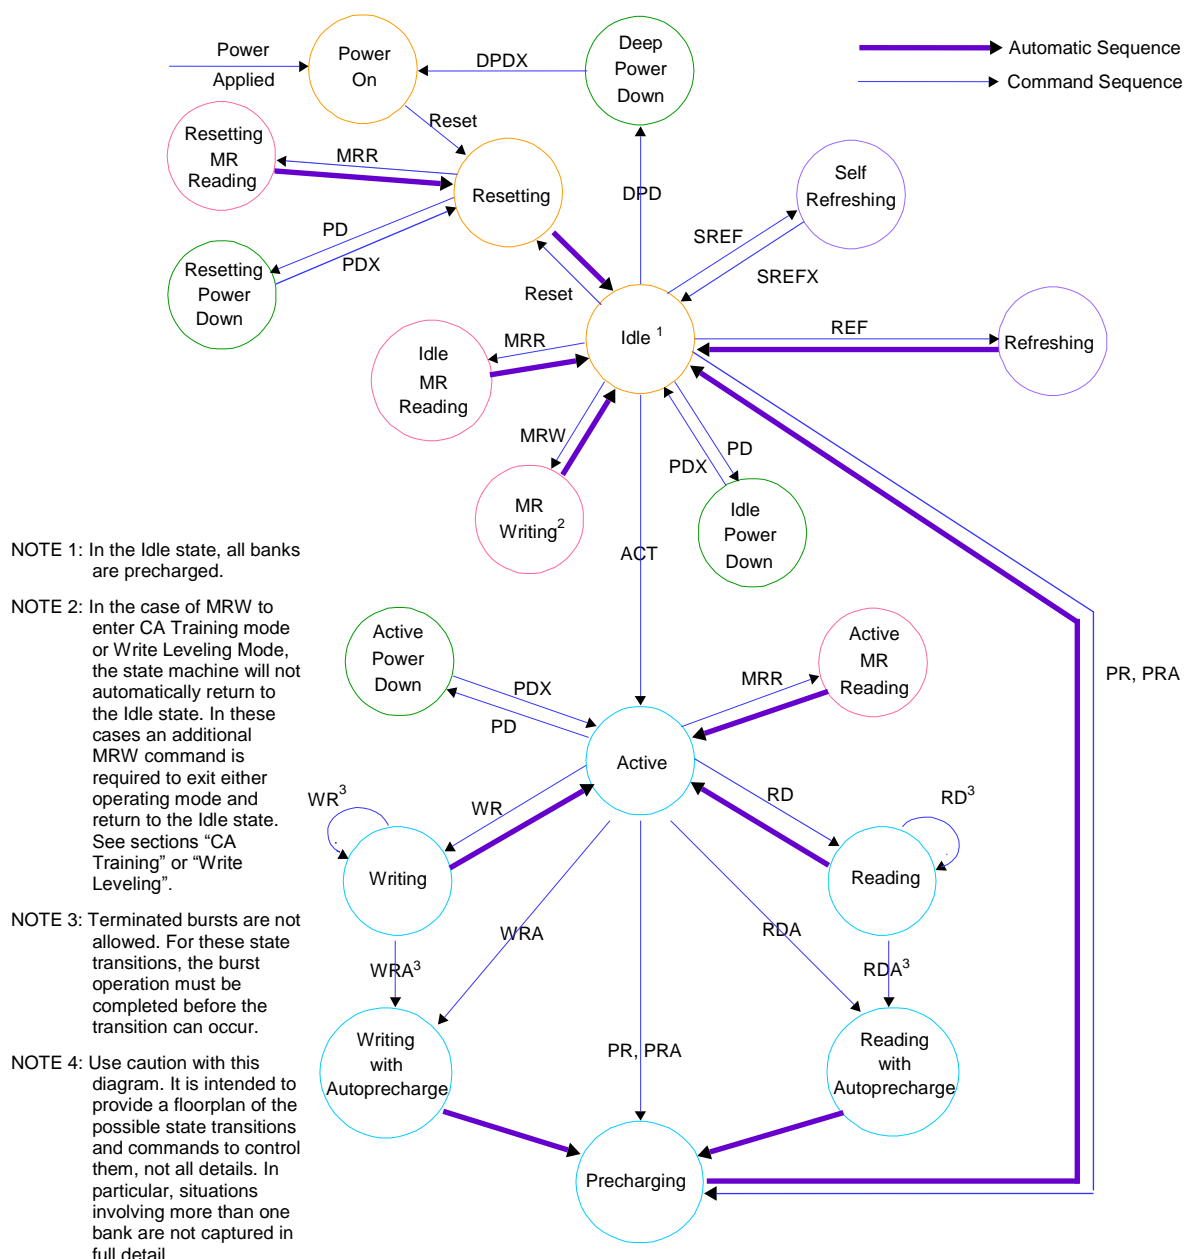 Power
Applied
Power
On
DPDX
Deep
Power
Down
Automatic Sequence
Command Sequence
Reset
Resetting
MR
Reading
MRR
Resetting
DPD
Self
Refreshing
PD
PDX
SREF
SREFX
Resetting
Power
Down
Reset
Idle 1
REF
Refreshing
MRR
Idle
MR
Reading
MRW
PD
PDX
MR
Writing2
Idle
Power
Down
ACT
NOTE 1: In the Idle state, all banks
are precharged.
NOTE 2: In the case of MRW to
enter CA Training mode
or Write Leveling Mode,
the state machine will not
automatically return to
the Idle state. In these
cases an additional
MRW command is
required to exit either
operating mode and
return to the Idle state.
See sections “CA
Training” or “Write
Leveling”.
NOTE 3: Terminated bursts are not
allowed. For these state
transitions, the burst
operation must be
completed before the
transition can occur.
NOTE 4: Use caution with this
diagram. It is intended to
provide a floorplan of the
possible state transitions
and commands to control
them, not all details. In
particular, situations
involving more than one
bank are not captured in
full detail
Active
Power
Down
PDX
PD
MRR
Active
MR
Reading
PR, PRA
Active
WR3
WR
RD
RD3
Writing
Reading
WRA
RDA
WRA3
RDA3
Writing
with
Autoprecharge
PR, PRA
Reading
with
Autoprecharge
Precharging